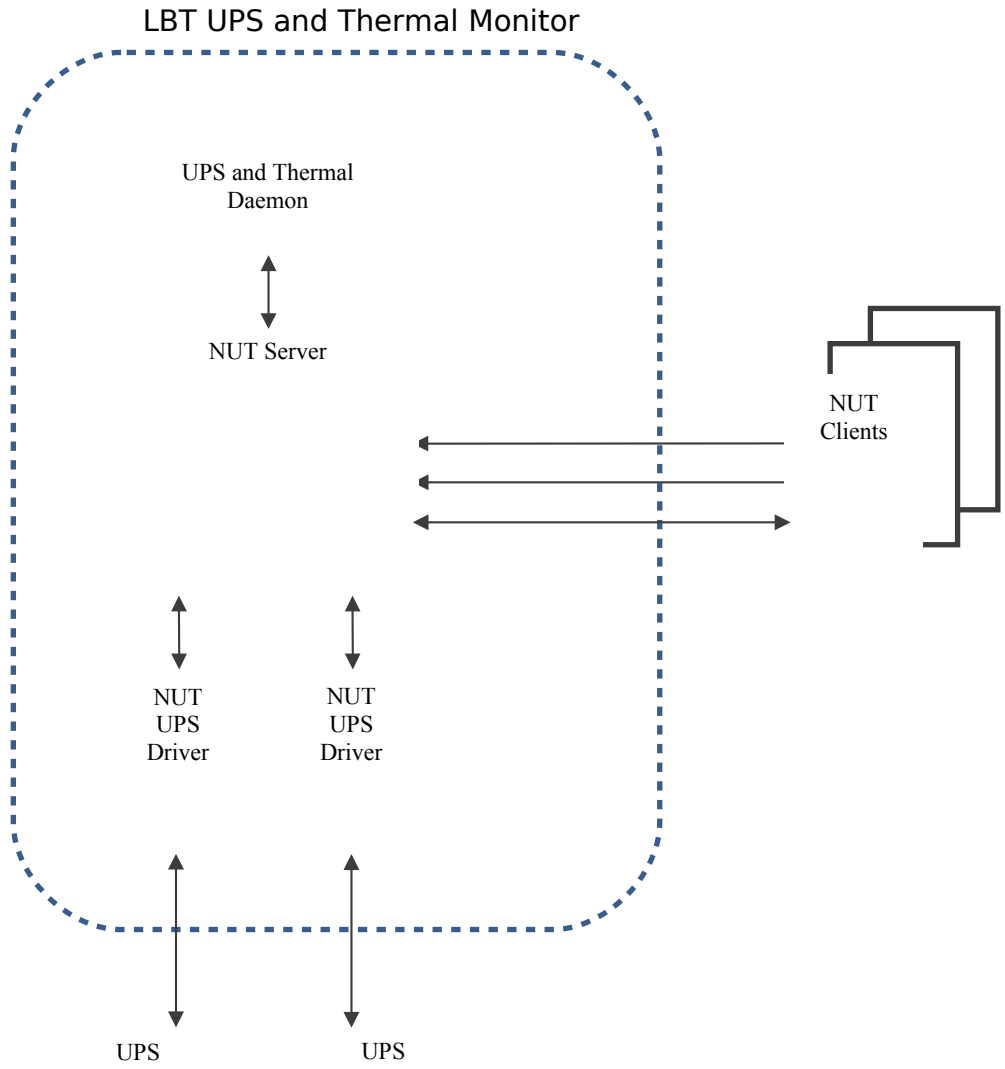 LBT UPS and Thermal Monitor
UPS and Thermal
Daemon
NUT Server
NUT
Clients
NUT
UPS
Driver
NUT
UPS
Driver
UPS
UPS